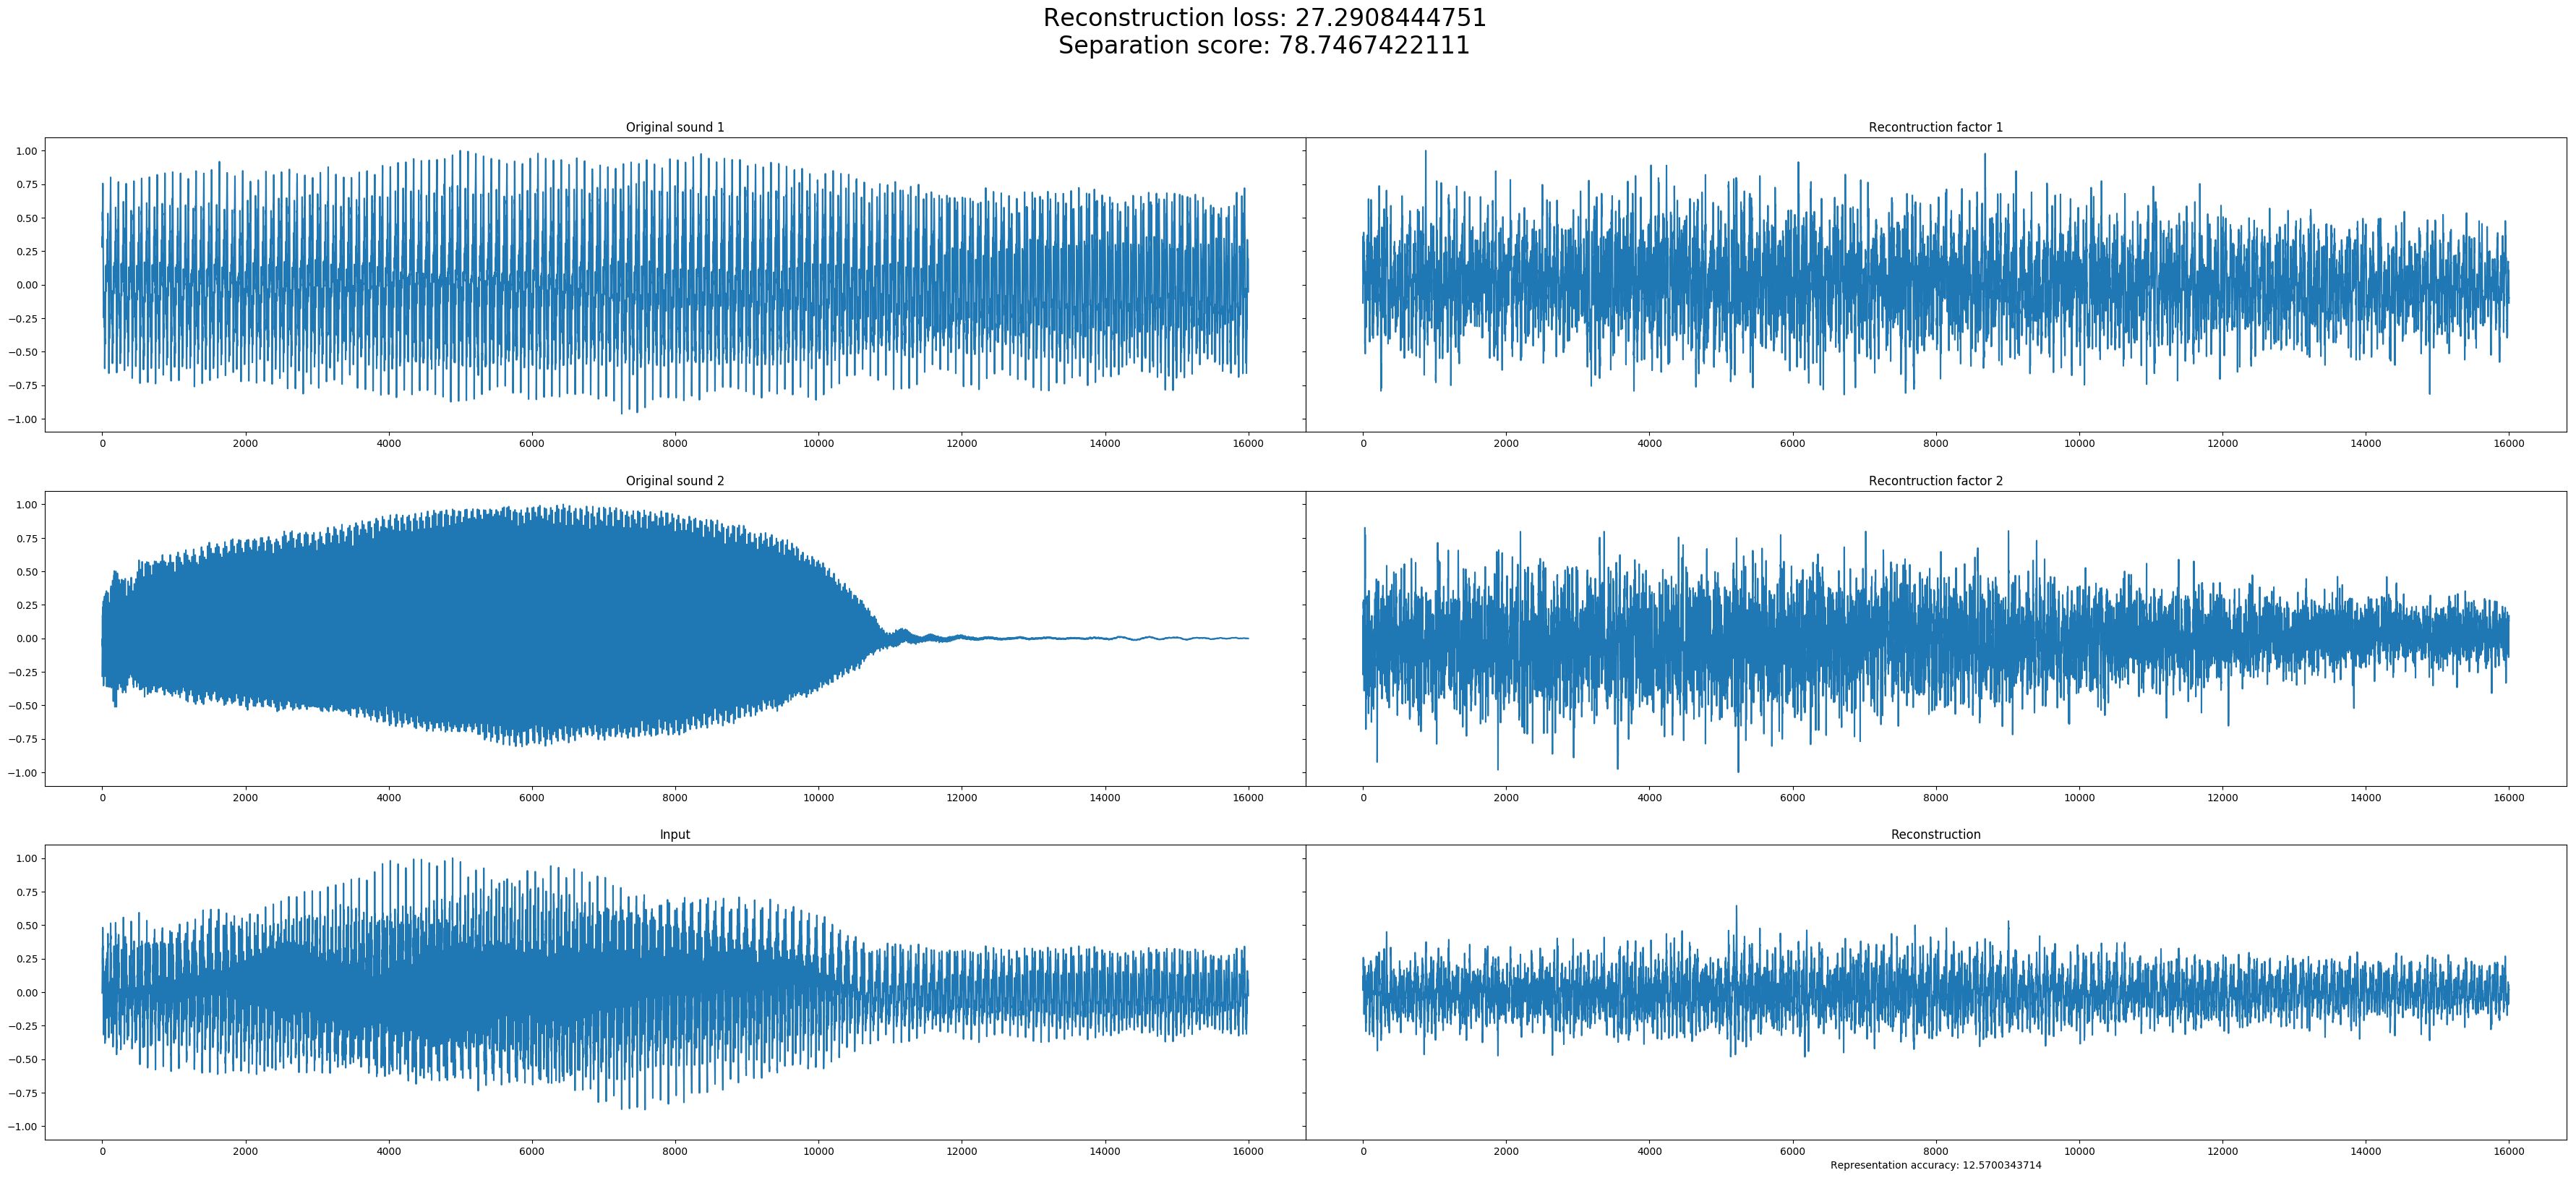 Reconstruction loss: 27.2908444751
Separation score: 78.7467422111
Original sound 1
Recontruction factor 1
1.00
0.75
0.50
0.25
0.00
−0.25
−0.50
−0.75
−1.00
0 2000 4000 6000 8000 10000 12000 14000 16000
0 2000 4000 6000 8000 10000 12000 14000 16000
Original sound 2
Recontruction factor 2
1.00
0.75
0.50
0.25
0.00
−0.25
−0.50
−0.75
−1.00
0 2000 4000 6000 8000 10000 12000 14000 16000
0 2000 4000 6000 8000 10000 12000 14000 16000
Input
Reconstruction
1.00
0.75
0.50
0.25
0.00
−0.25
−0.50
−0.75
−1.00
0 2000 4000 6000 8000 10000 12000 14000 16000
0 2000 4000 6000 8000 10000 12000 14000 16000
Representation accuracy: 12.5700343714